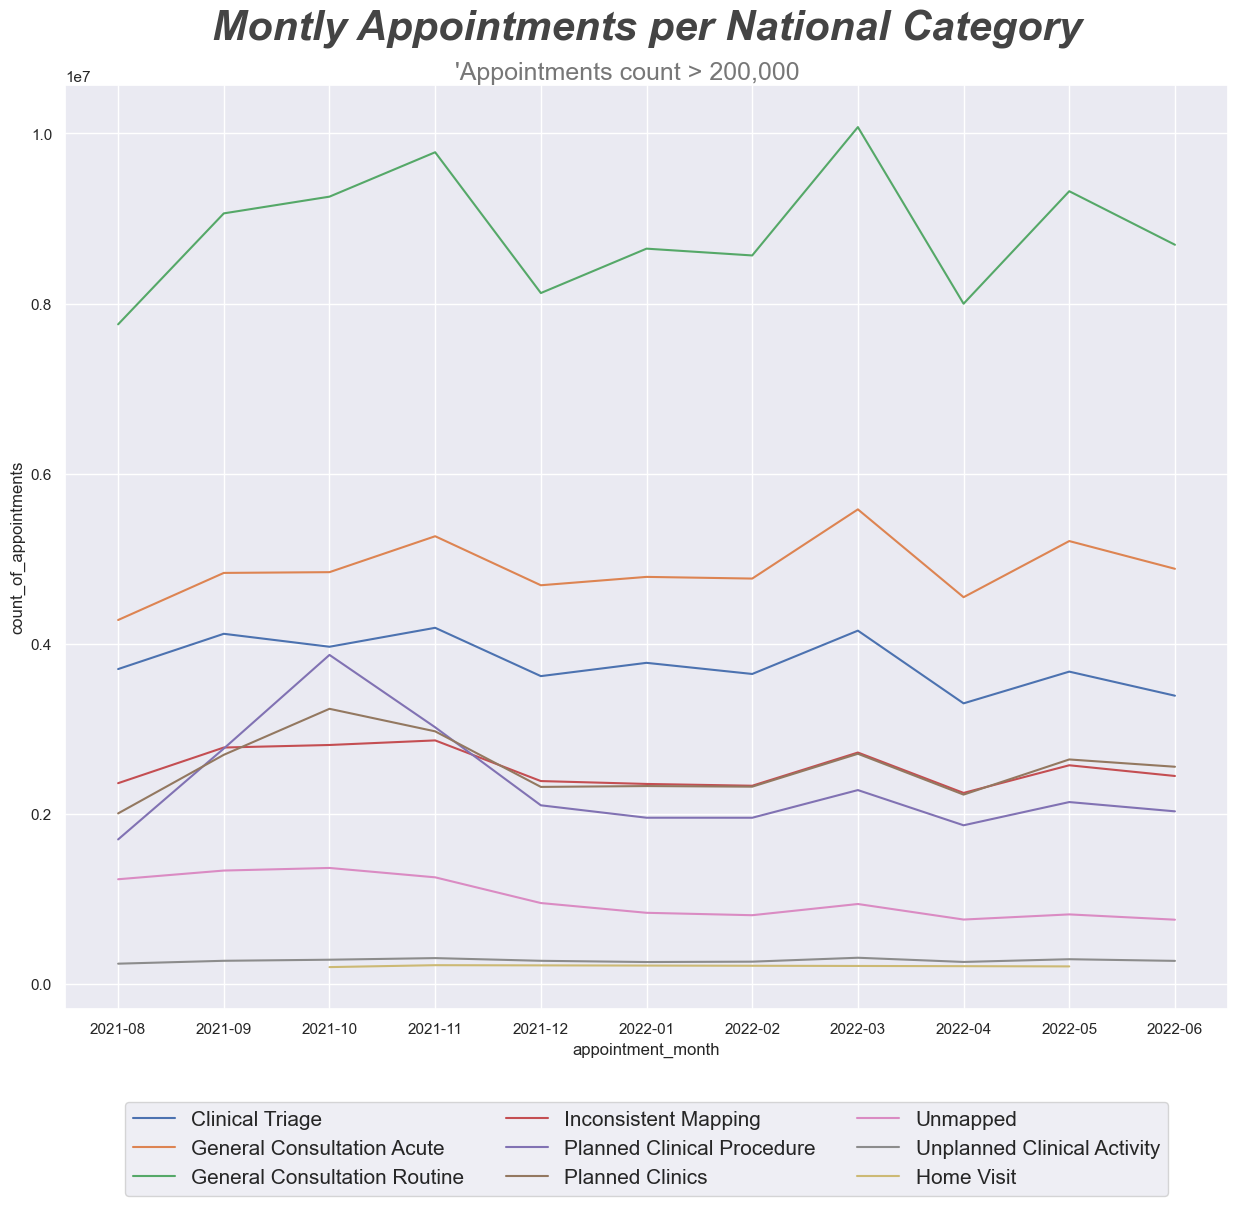 Montly Appointments per National Category
'Appointments count > 200,000
1e7
1.0
0.8
0.6
0.4
0.2
0.0
count_of_appointments
2021-08 2021-09 2021-10 2021-11 2021-12 2022-01 2022-02 2022-03 2022-04 2022-05 2022-06
appointment_month
Clinical Triage Inconsistent Mapping Unmapped
General Consultation Acute Planned Clinical Procedure Unplanned Clinical Activity
General Consultation Routine Planned Clinics Home Visit